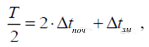 T/2 = 2·Δt_поч + Δt_зм ,